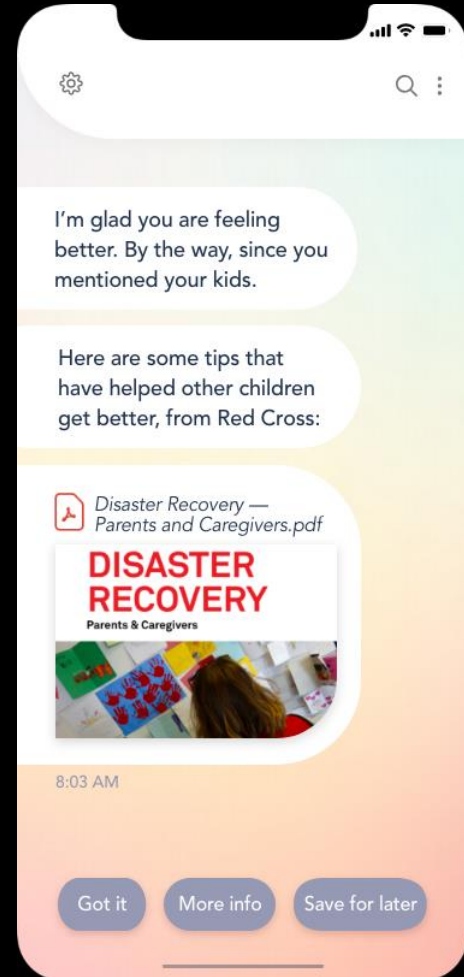 I’m glad you are feeling
better. By the way, since you
mentioned your kids.
Here are some tips that
have helped other children
get better, from Red Cross:
Disaster Recovery —
Parents and Caregivers.pdf
DISASTER
RECOVERY
Parents & Caregivers
8:03 AM
Got it
More info
Save for later